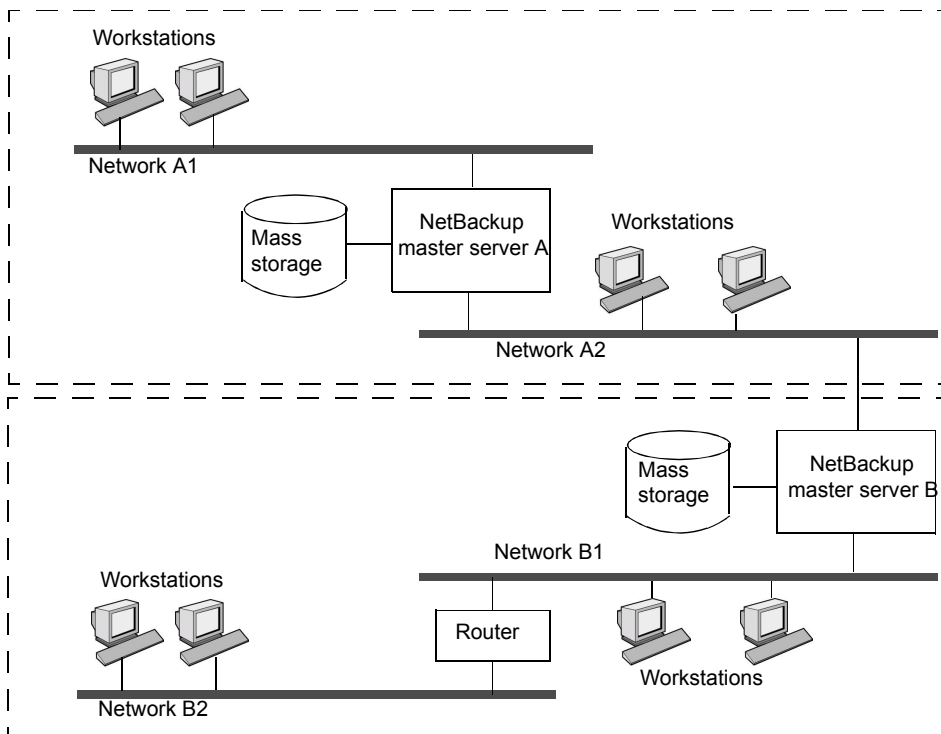 Workstations
Network A1
Mass
storage
NetBackup
master server A
Workstations
Network A2
Mass
storage
NetBackup
master server B
Network B1
Workstations
Router
Workstations
Network B2